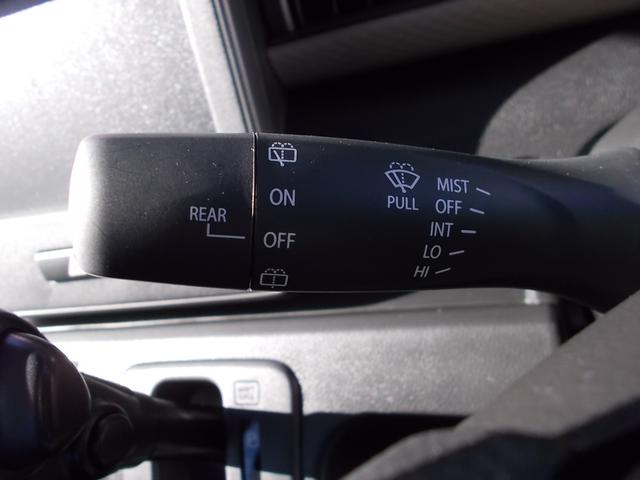 REAR
ON
OFF
PULL
MIST
OFF
INT
LO
HI